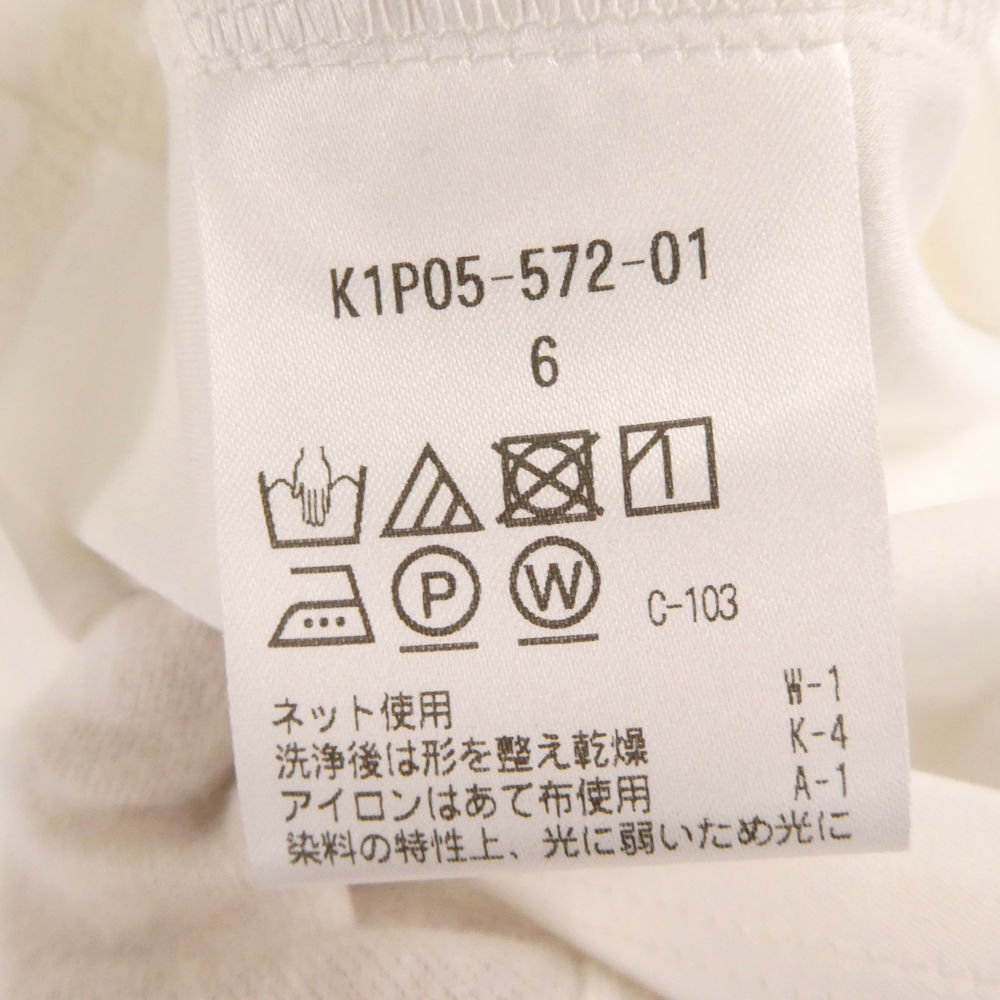 K1P05-572-01
6
P W C-103
W-1
ネット使用
K-4
洗浄後は形を整え乾燥
A-1
アイロンはあて布使用
染料の特性上、光に弱いため光に